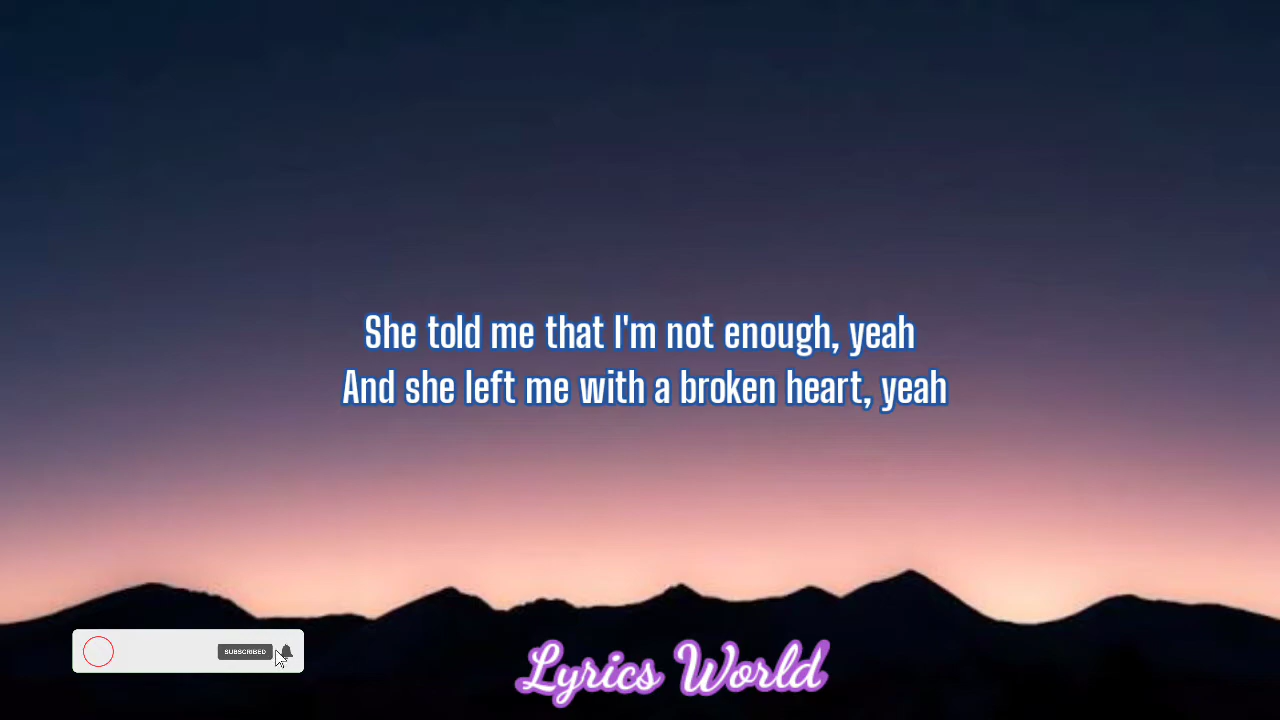 She told me that I'm not enough, yeah
And she left me with a broken heart, yeah
SUBSCRIBED
Lyrics World